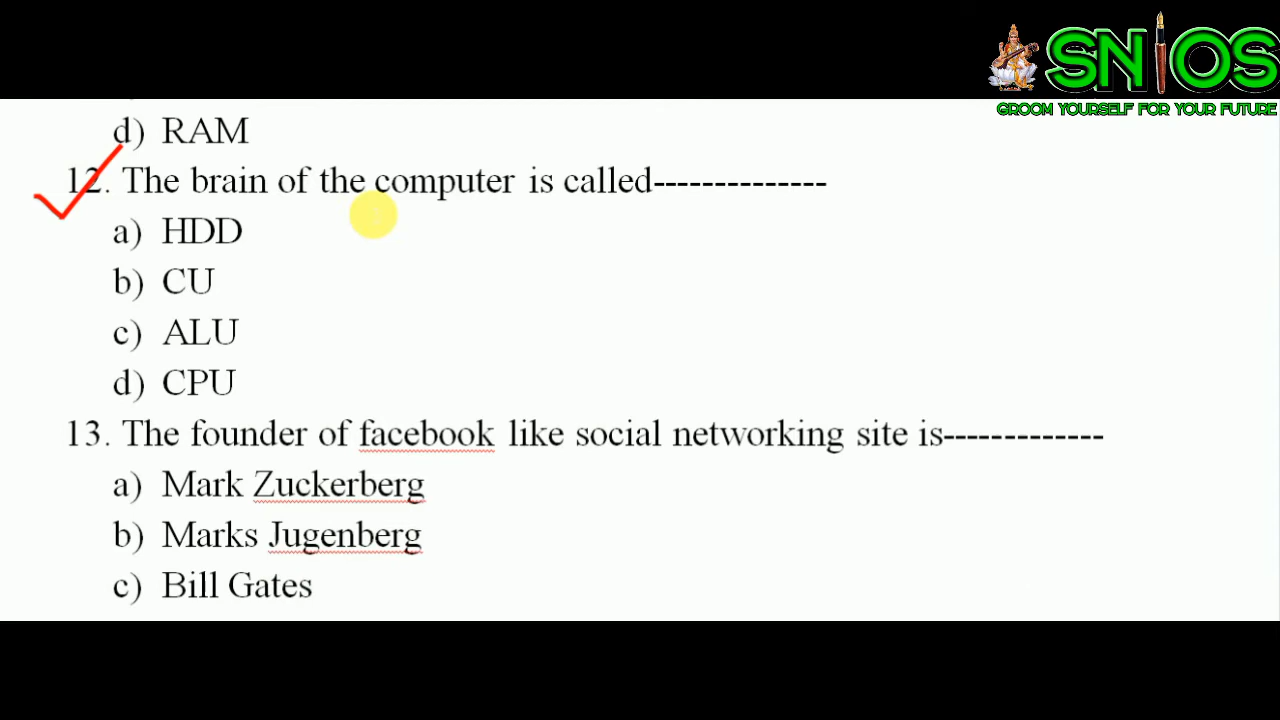 SNIOS
GROOM YOURSELF FOR YOUR FUTURE
d) RAM
12. The brain of the computer is called--------------
a) HDD
b) CU
c) ALU
d) CPU
13. The founder of facebook like social networking site is-------------
a) Mark Zuckerberg
b) Marks Jugenberg
c) Bill Gates